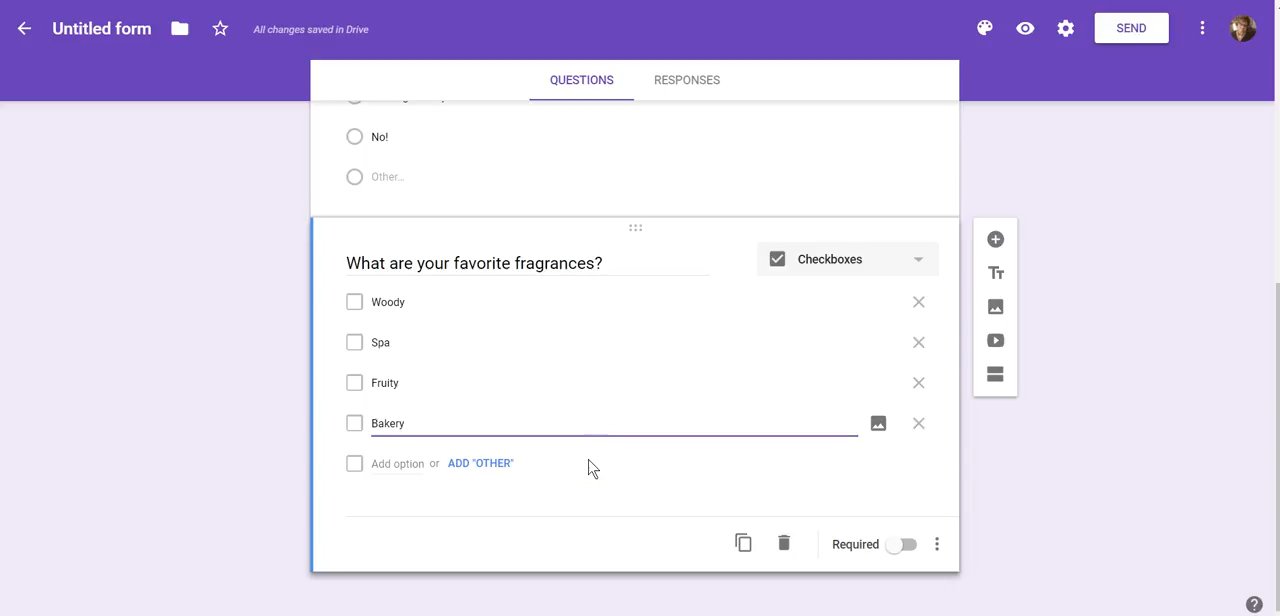 Untitled form
All changes saved in Drive
SEND
QUESTIONS
RESPONSES
No!
Other...
What are your favorite fragrances?
Checkboxes
Woody
Spa
Fruity
Bakery
Add option or ADD "OTHER"
Required